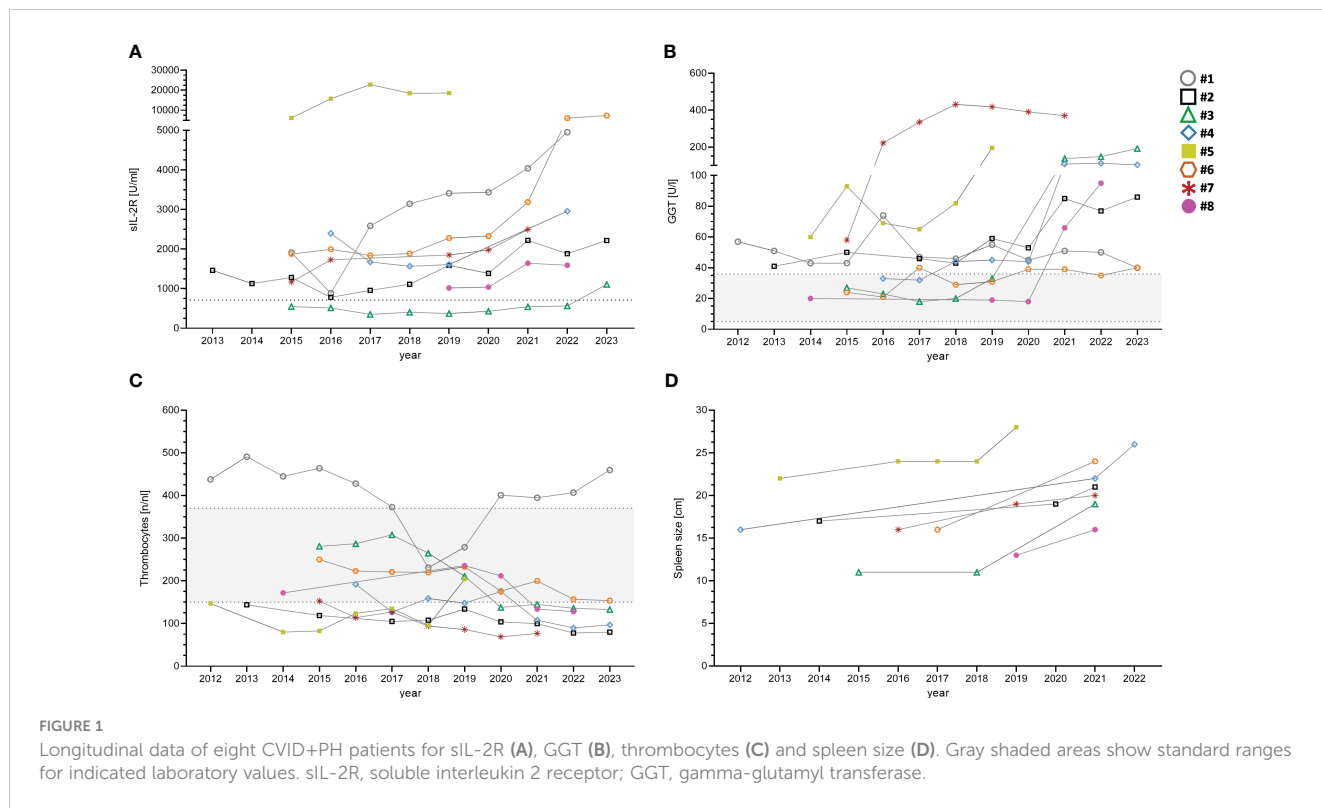 A
sIL-2R [U/ml]
30000
20000
10000
5000
4000
3000
2000
1000
0
2013 2014 2015 2016 2017 2018 2019 2020 2021 2022 2023
year
B
GGT [U/l]
600
400
200
100
80
60
40
20
0
2012 2013 2014 2015 2016 2017 2018 2019 2020 2021 2022 2023
year
#1
#2
#3
#4
#5
#6
#7
#8
C
Thrombocytes [n/nl]
600
500
400
300
200
100
0
2012 2013 2014 2015 2016 2017 2018 2019 2020 2021 2022 2023
year
D
Spleen size [cm]
30
25
20
15
10
5
0
2012 2013 2014 2015 2016 2017 2018 2019 2020 2021 2022
year
FIGURE 1
Longitudinal data of eight CVID+PH patients for sIL-2R (A), GGT (B), thrombocytes (C) and spleen size (D). Gray shaded areas show standard ranges
for indicated laboratory values. sIL-2R, soluble interleukin 2 receptor; GGT, gamma-glutamyl transferase.